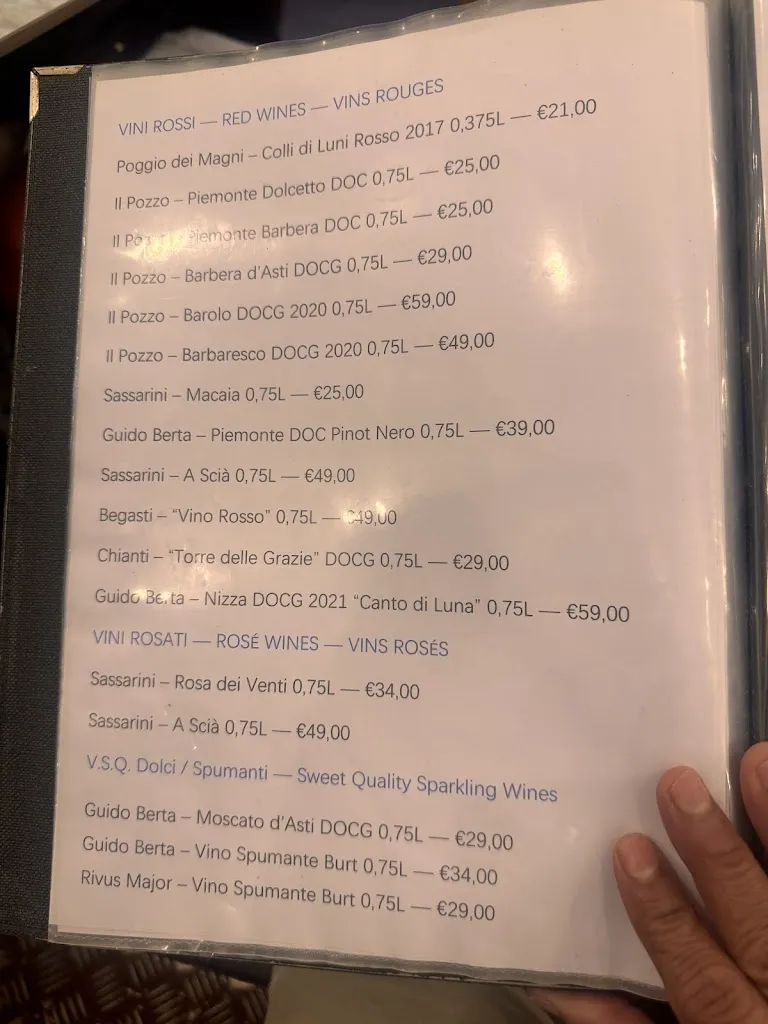 VINI ROSSI — RED WINES — VINS ROUGES
Poggio dei Magni – Colli di Luni Rosso 2017 0,375L — €21,00
Il Pozzo – Piemonte Dolcetto DOC 0,75L — €25,00
Il Pozzo – Piemonte Barbera DOC 0,75L — €25,00
Il Pozzo – Barbera d'Asti DOCG 0,75L — €29,00
Il Pozzo – Barolo DOCG 2020 0,75L — €59,00
Il Pozzo – Barbaresco DOCG 2020 0,75L — €49,00
Sassarini – Macaia 0,75L — €25,00
Guido Berta – Piemonte DOC Pinot Nero 0,75L — €39,00
Sassarini – A Scià 0,75L — €49,00
Begasti – “Vino Rosso” 0,75L — €49,00
Chianti – “Torre delle Grazie” DOCG 0,75L — €29,00
Guido Berta – Nizza DOCG 2021 “Canto di Luna” 0,75L — €59,00
VINI ROSATI — ROSÉ WINES — VINS ROSÉS
Sassarini – Rosa dei Venti 0,75L — €34,00
Sassarini – A Scià 0,75L — €49,00
V.S.Q. Dolci / Spumanti — Sweet Quality Sparkling Wines
Guido Berta – Moscato d'Asti DOCG 0,75L — €29,00
Guido Berta – Vino Spumante Burt 0,75L — €34,00
Rivus Major – Vino Spumante Burt 0,75L — €29,00